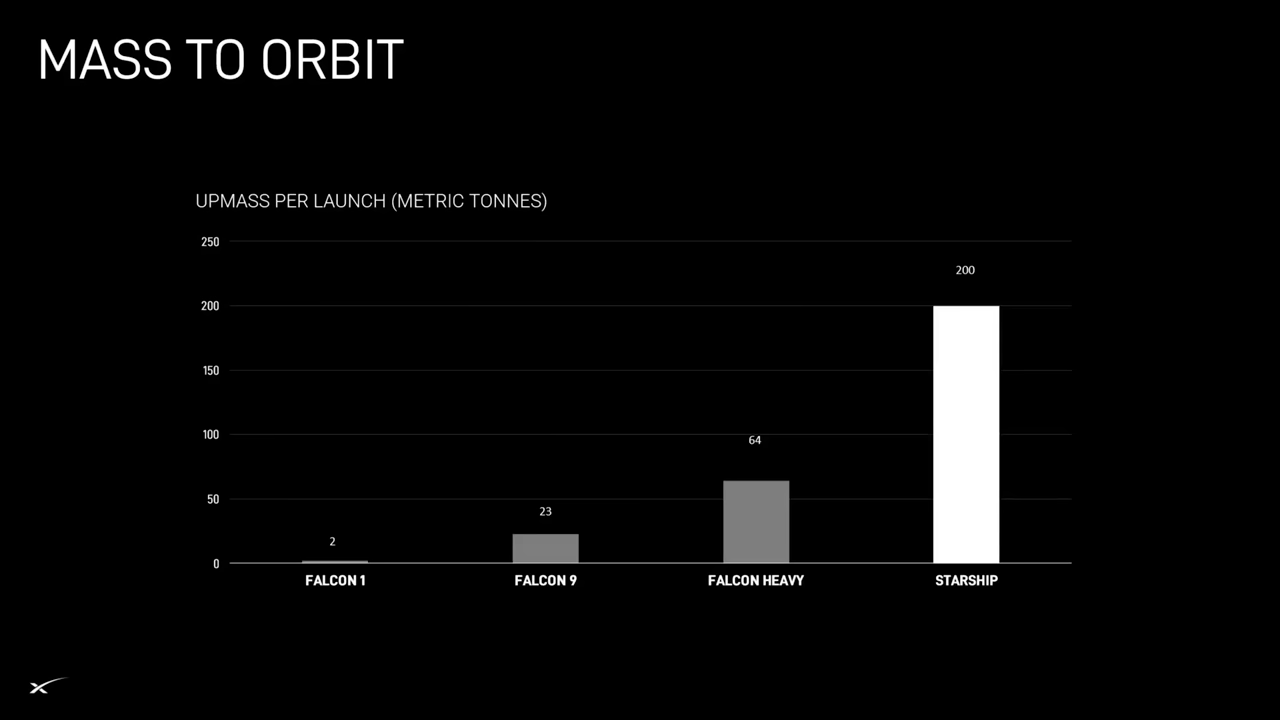 MASS TO ORBIT
UPMASS PER LAUNCH (METRIC TONNES)
250
200
150
100
50
0
2
23
64
200
FALCON 1
FALCON 9
FALCON HEAVY
STARSHIP